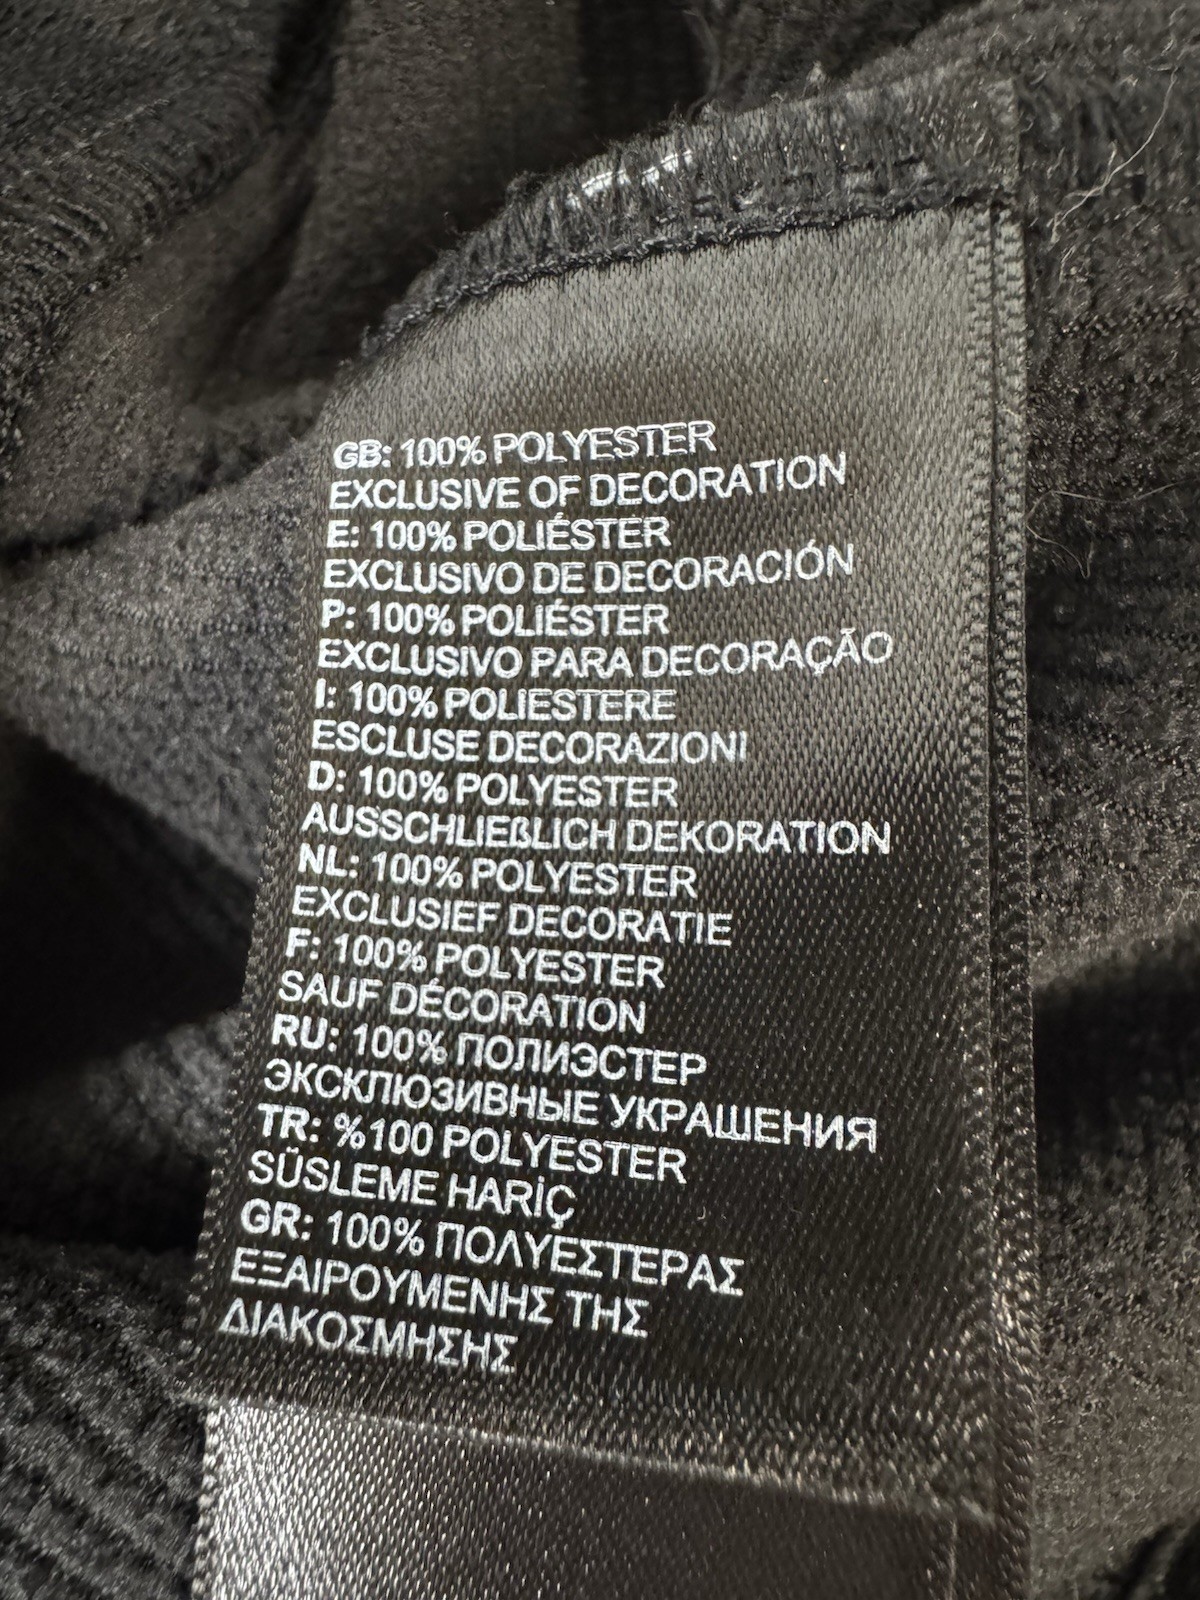 GB: 100% POLYESTER
EXCLUSIVE OF DECORATION
E: 100% POLIÉSTER
EXCLUSIVO DE DECORACIÓN
P: 100% POLIÉSTER
EXCLUSIVO PARA DECORAÇÃO
I: 100% POLIESTERE
ESCLUSE DECORAZIONI
D: 100% POLYESTER
AUSSCHLIEßLICH DEKORATION
NL: 100% POLYESTER
EXCLUSIEF DECORATIE
F: 100% POLYESTER
SAUF DÉCORATION
RU: 100% ПОЛИЭСТЕР
ЭКСКЛЮЗИВНЫЕ УКРАШЕНИЯ
TR: %100 POLYESTER
SÜSLEME HARİÇ
GR: 100% ΠΟΛΥΕΣΤΕΡΑΣ
ΕΞΑΙΡΟΥΜΕΝΗΣ ΤΗΣ
ΔΙΑΚΟΣΜΗΣΗΣ